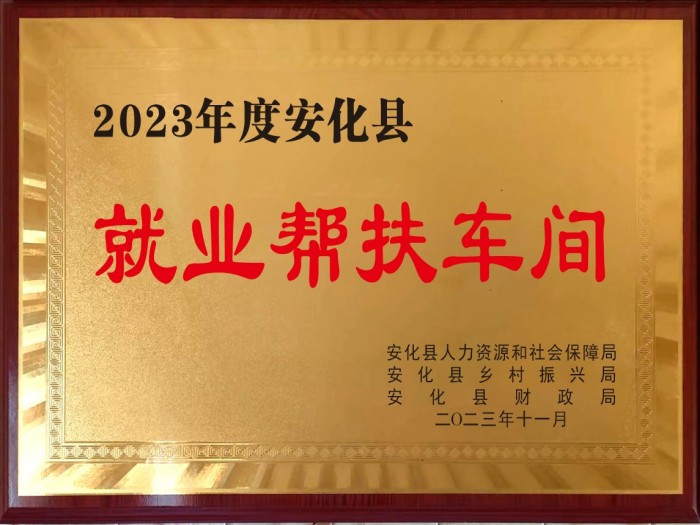 2023年度安化县
就业帮扶车间
安化县人力资源和社会保障局
安化县乡村振兴局
安化县财政局
二〇二三年十一月